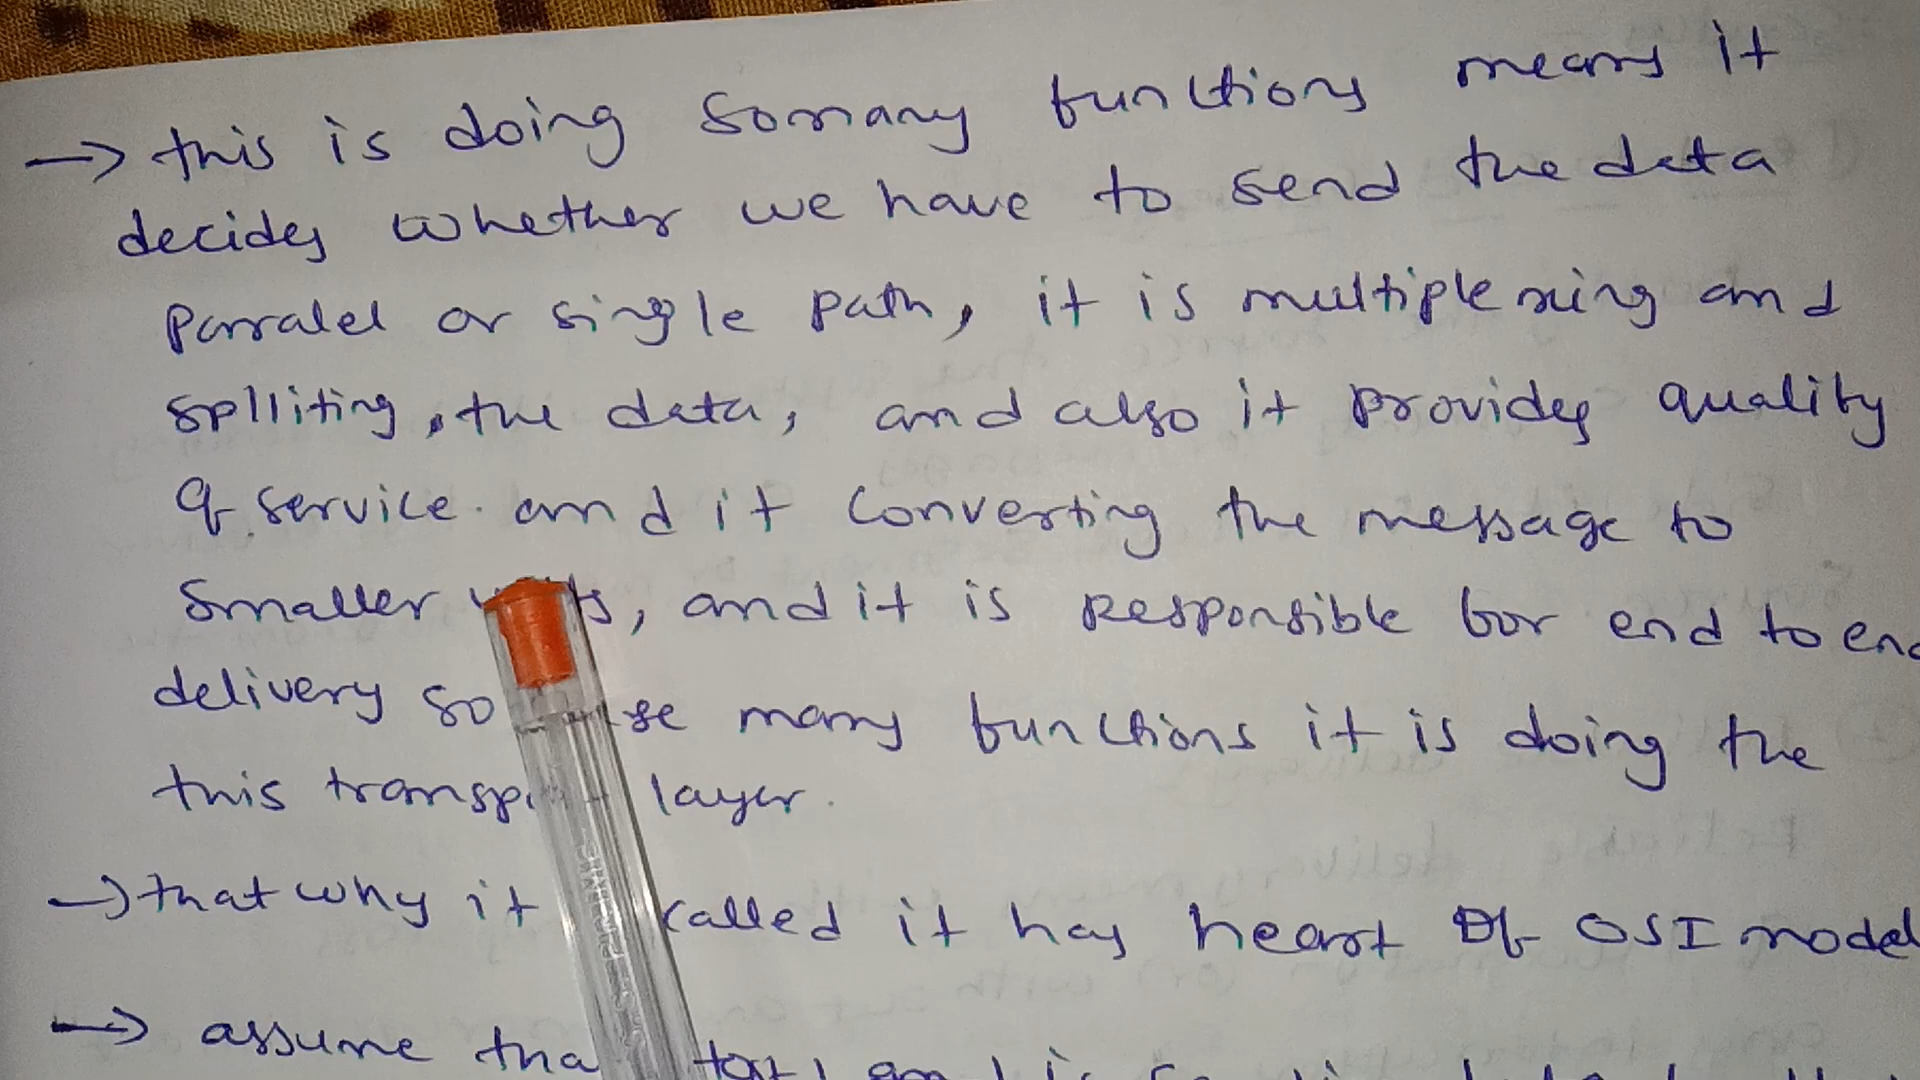 → this is doing somany functions means it
decides whether we have to send the data
parralel or single path, it is multiplexing and
splliting, the data, and also it provides quality
of service. and it converting the message to
smaller, and it is responsible for end to end
delivery so many functions it is doing the
this layer.
→ that why it called it has heart of OSI model
→ assume